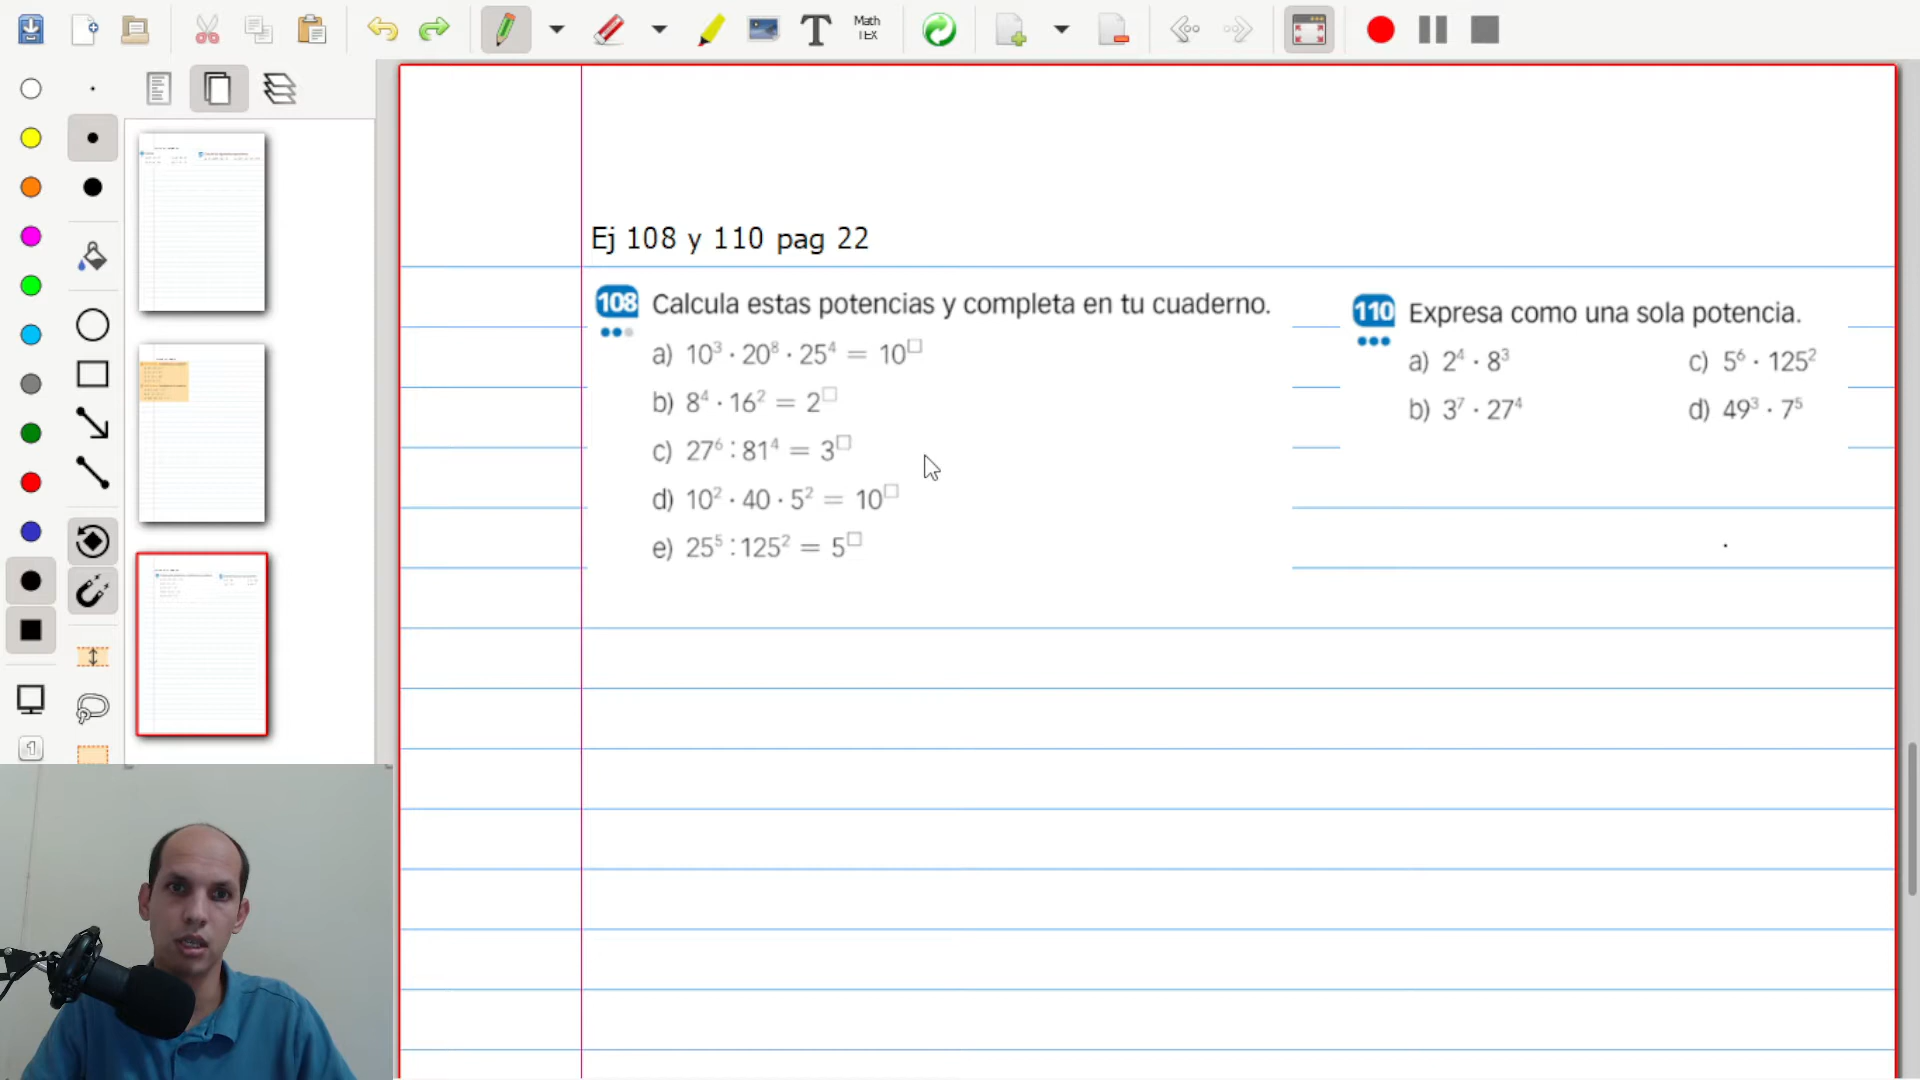 Math
TEX
Ej 108 y 110 pag 22
108 Calcula estas potencias y completa en tu cuaderno.
a) 10³ · 20⁸ · 25⁴ = 10□
b) 8⁴ · 16² = 2□
c) 27⁶ : 81⁴ = 3□
d) 10² · 40 · 5² = 10□
e) 25⁵ : 125² = 5□
110 Expresa como una sola potencia.
a) 2⁴ · 8³ c) 5⁶ · 125²
b) 3⁷ · 27⁴ d) 49³ · 7⁵
1